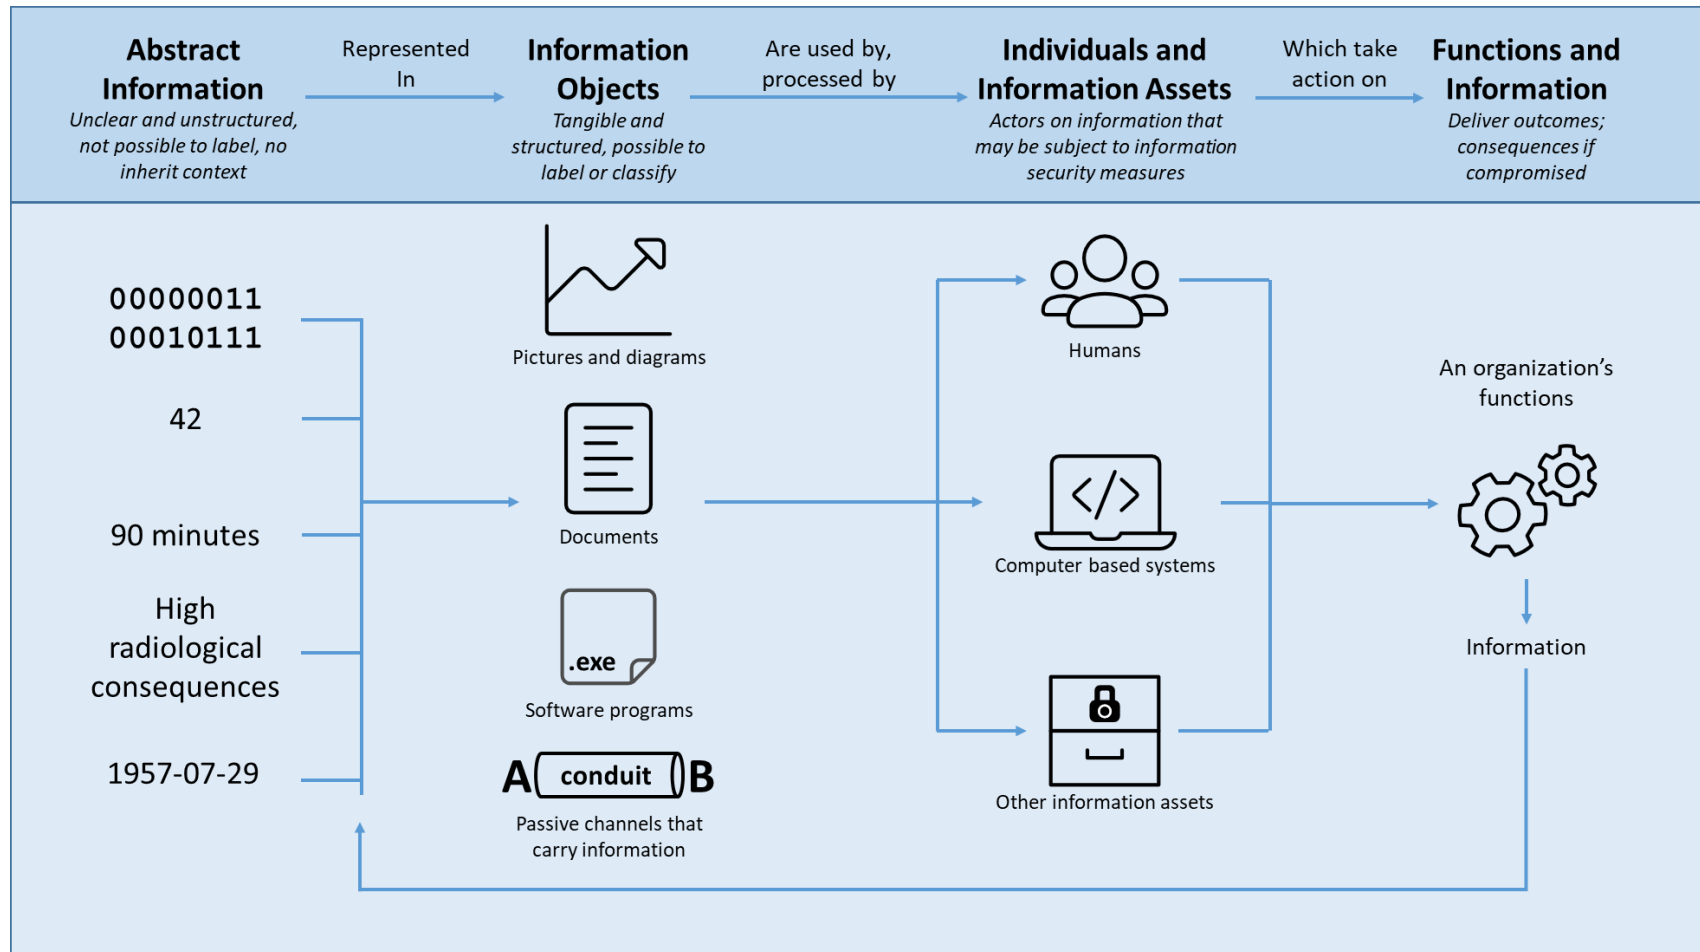 Abstract
Information
Unclear and unstructured,
not possible to label, no
inherit context
Represented
In
Information
Objects
Tangible and
structured, possible to
label or classify
Are used by,
processed by
Individuals and
Information Assets
Actors on information that
may be subject to information
security measures
Which take
action on
Functions and
Information
Deliver outcomes;
consequences if
compromised
00000011
00010111
42
90 minutes
High
radiological
consequences
1957-07-29
Pictures and diagrams
Documents
.exe
Software programs
A conduit B
Passive channels that
carry information
Humans
</>
Computer based systems
Other information assets
An organization’s
functions
Information